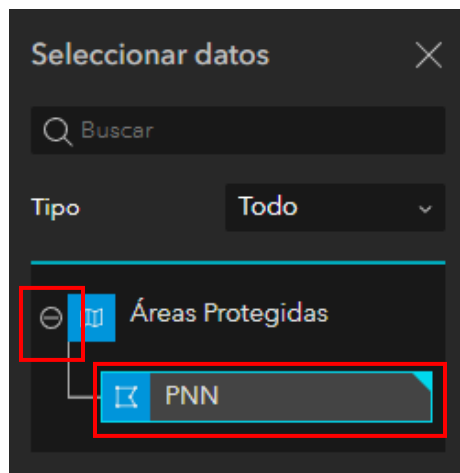 Seleccionar datos
Buscar
Tipo Todo
Áreas Protegidas
PNN